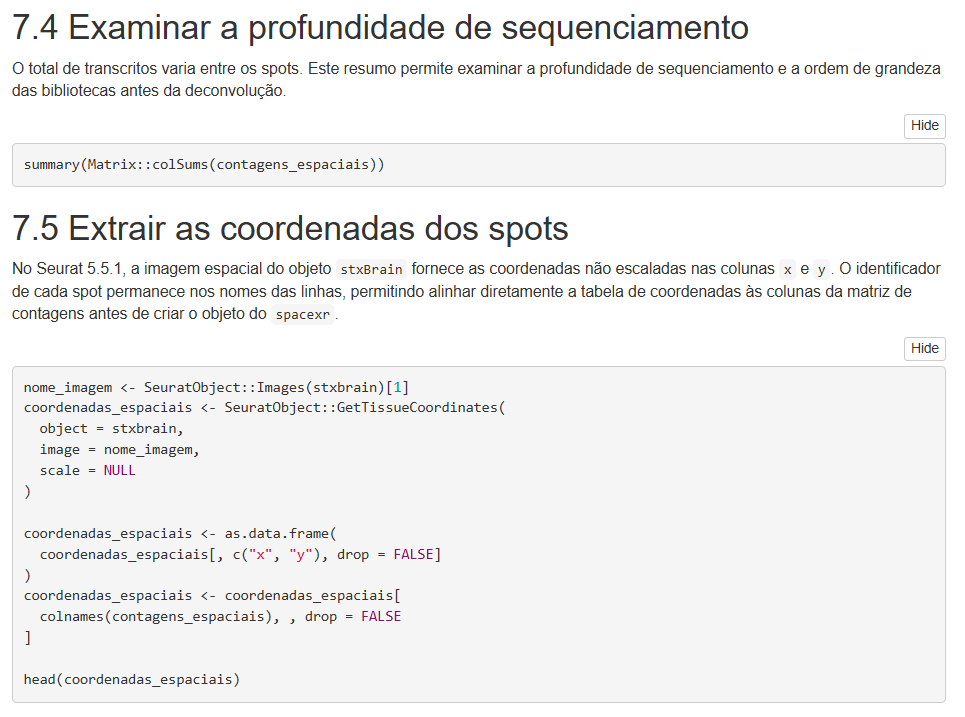 7.4 Examinar a profundidade de sequenciamento
O total de transcritos varia entre os spots. Este resumo permite examinar a profundidade de sequenciamento e a ordem de grandeza
das bibliotecas antes da deconvolução.
Hide
summary(Matrix::colSums(contagens_espaciais))
7.5 Extrair as coordenadas dos spots
No Seurat 5.5.1, a imagem espacial do objeto stxBrain fornece as coordenadas não escaladas nas colunas x e y. O identificador
de cada spot permanece nos nomes das linhas, permitindo alinhar diretamente a tabela de coordenadas às colunas da matriz de
contagens antes de criar o objeto do spacexr.
Hide
nome_imagem <- SeuratObject::Images(stxbrain)[1]
coordenadas_espaciais <- SeuratObject::GetTissueCoordinates(
  object = stxbrain,
  image = nome_imagem,
  scale = NULL
)

coordenadas_espaciais <- as.data.frame(
  coordenadas_espaciais[, c("x", "y"), drop = FALSE]
)
coordenadas_espaciais <- coordenadas_espaciais[
  colnames(contagens_espaciais), , drop = FALSE
]

head(coordenadas_espaciais)